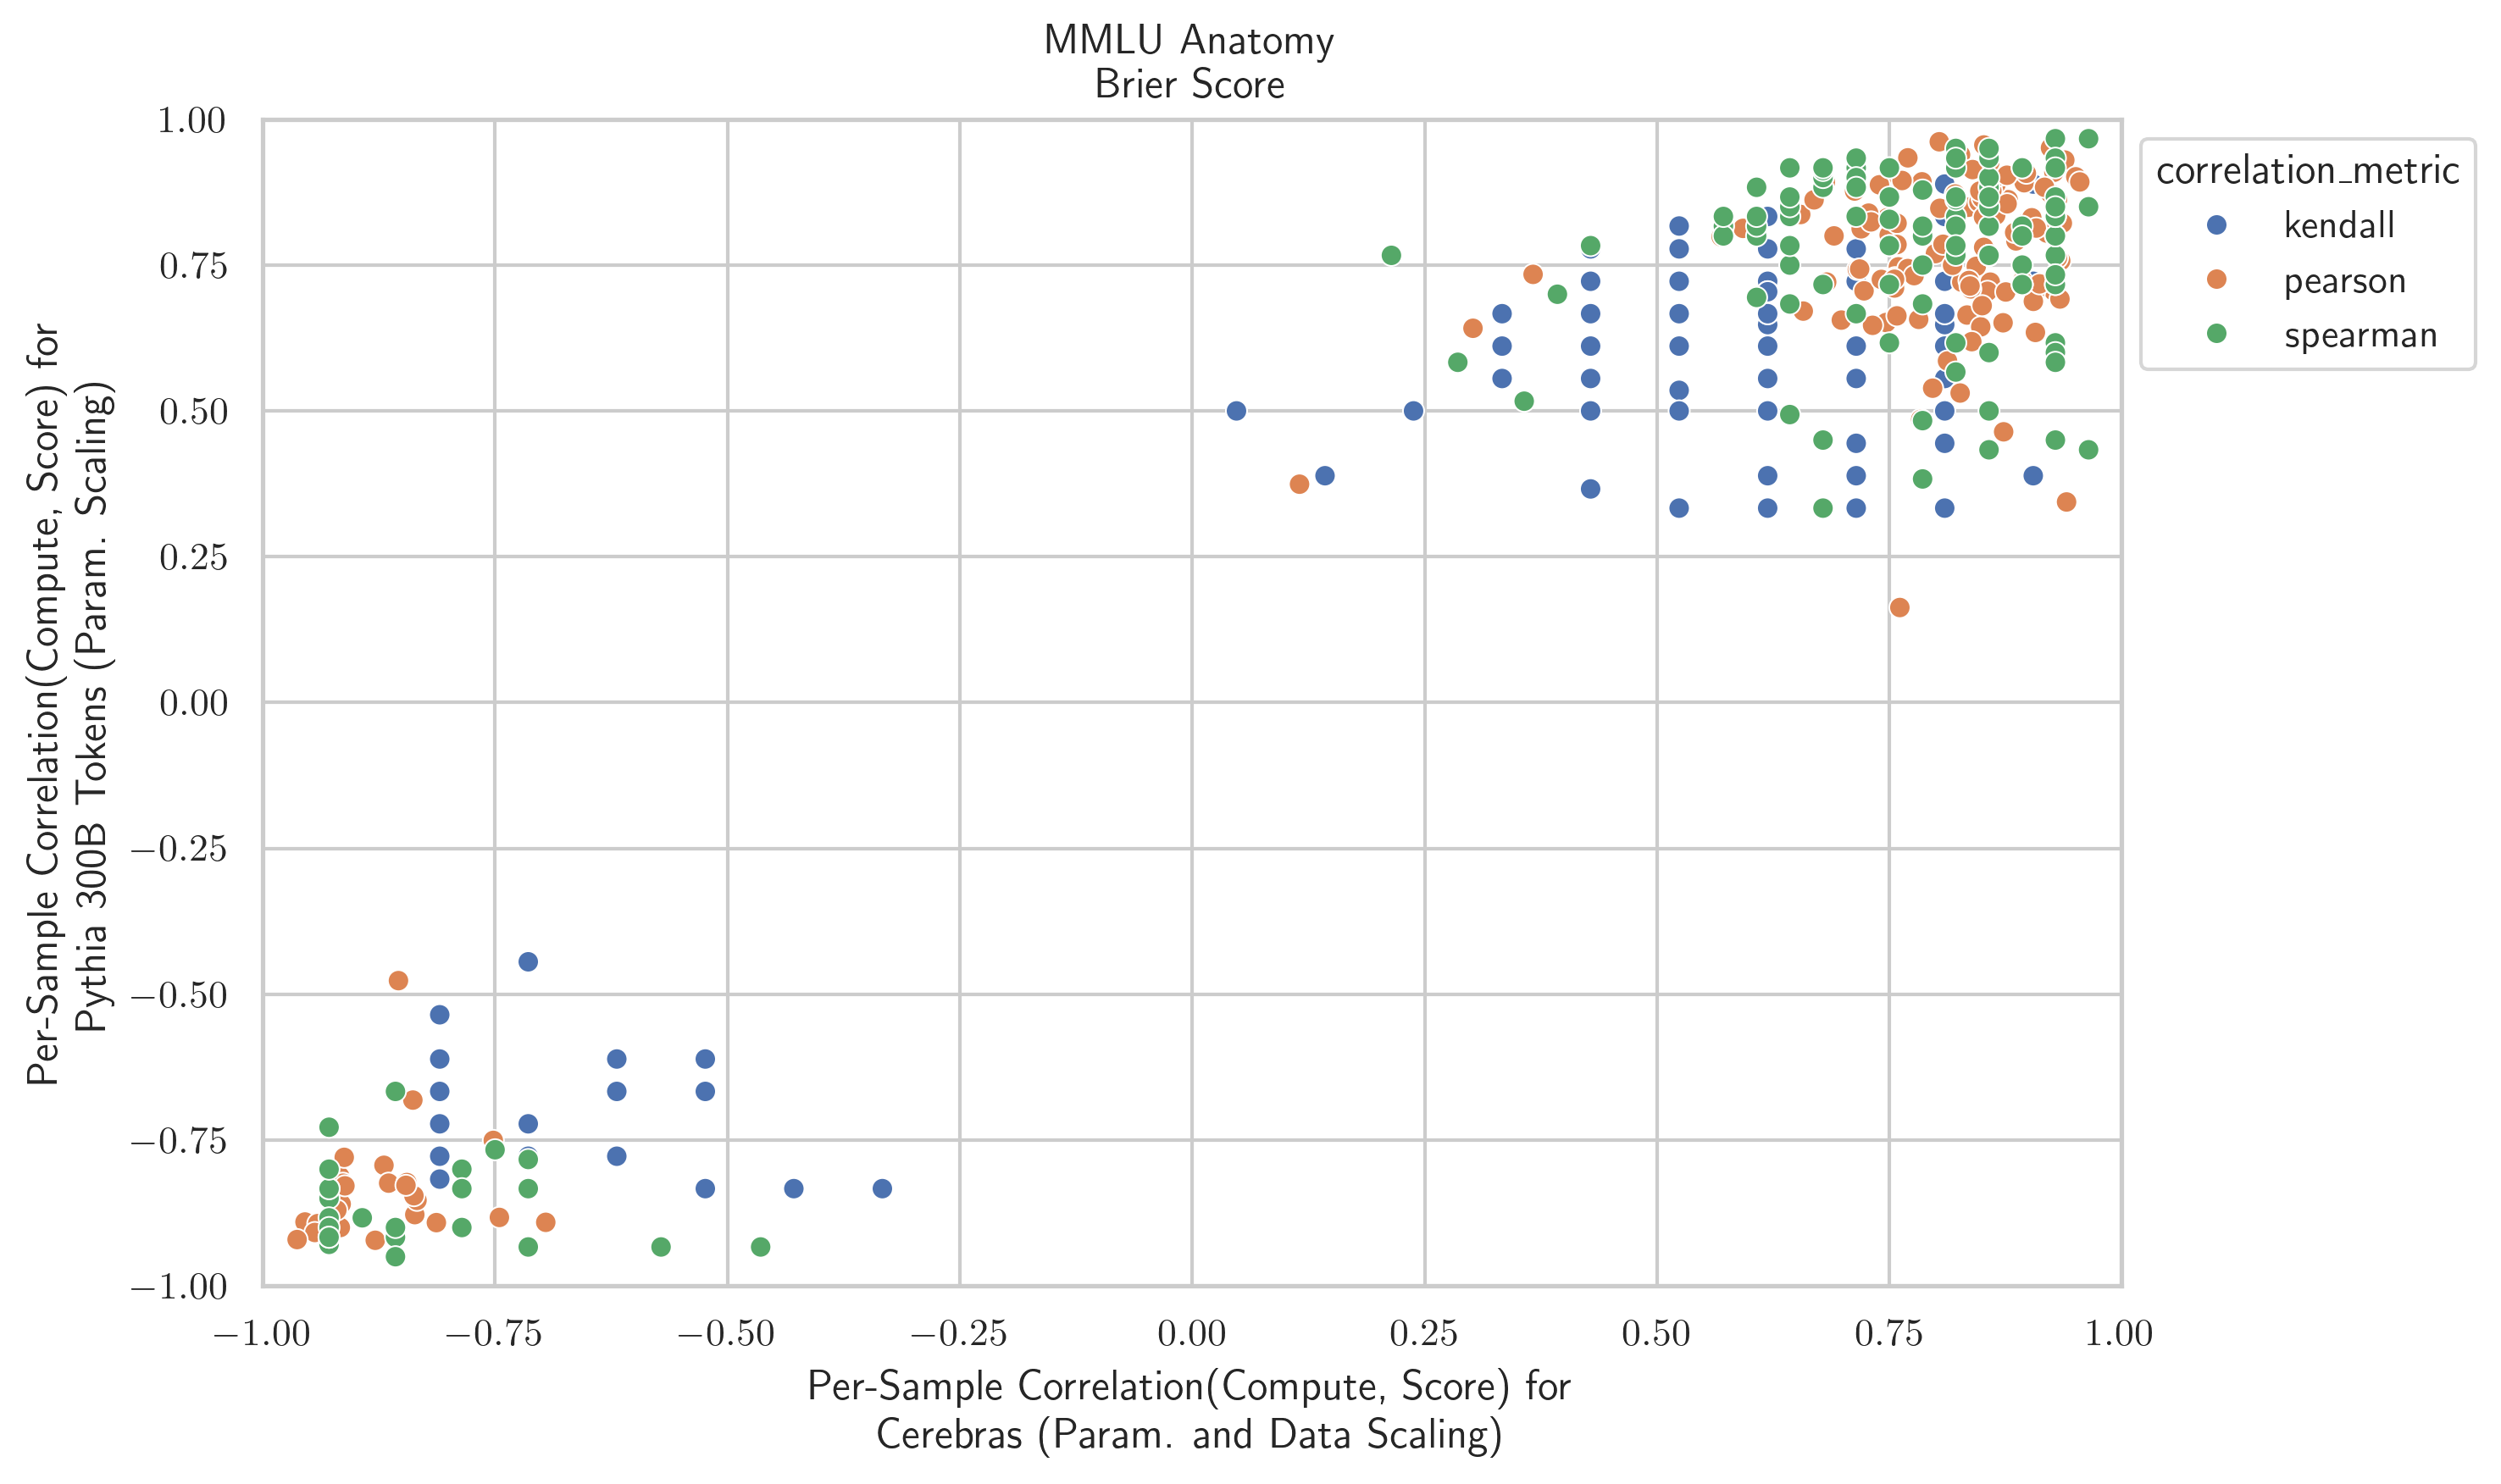 MMLU Anatomy
Brier Score
Per-Sample Correlation(Compute, Score) for
Pythia 300B Tokens (Param. Scaling)
1.00
0.75
0.50
0.25
0.00
−0.25
−0.50
−0.75
−1.00
−1.00 −0.75 −0.50 −0.25 0.00 0.25 0.50 0.75 1.00
Per-Sample Correlation(Compute, Score) for
Cerebras (Param. and Data Scaling)
correlation_metric
kendall
pearson
spearman